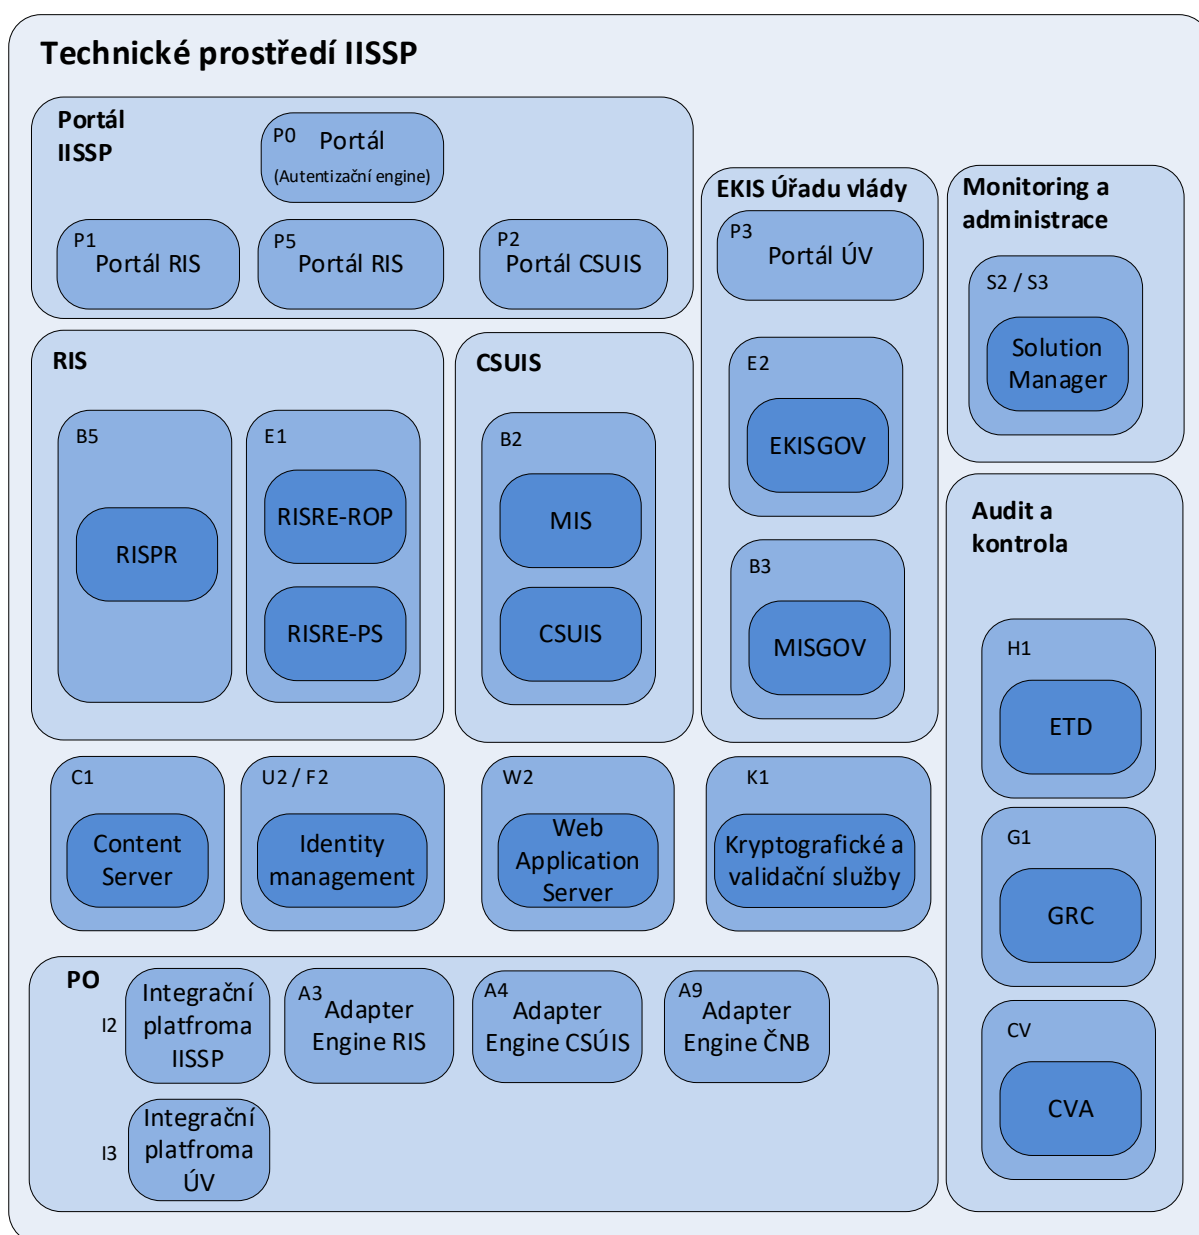 Technické prostředí IISSP
Portál
IISSP
P0
Portál
(Autentizační engine)
P1
Portál RIS
P5
Portál RIS
P2
Portál CSUIS
EKIS Úřadu vlády
P3
Portál ÚV
E2
EKISGOV
B3
MISGOV
Monitoring a
administrace
S2 / S3
Solution
Manager
RIS
B5
RISPR
E1
RISRE-ROP
RISRE-PS
CSUIS
B2
MIS
CSUIS
Audit a
kontrola
H1
ETD
G1
GRC
CV
CVA
C1
Content
Server
U2 / F2
Identity
management
W2
Web
Application
Server
K1
Kryptografické a
validační služby
PO
I2
Integrační
platfroma
IISSP
A3
Adapter
Engine RIS
A4
Adapter
Engine CSÚIS
A9
Adapter
Engine ČNB
I3
Integrační
platfroma
ÚV